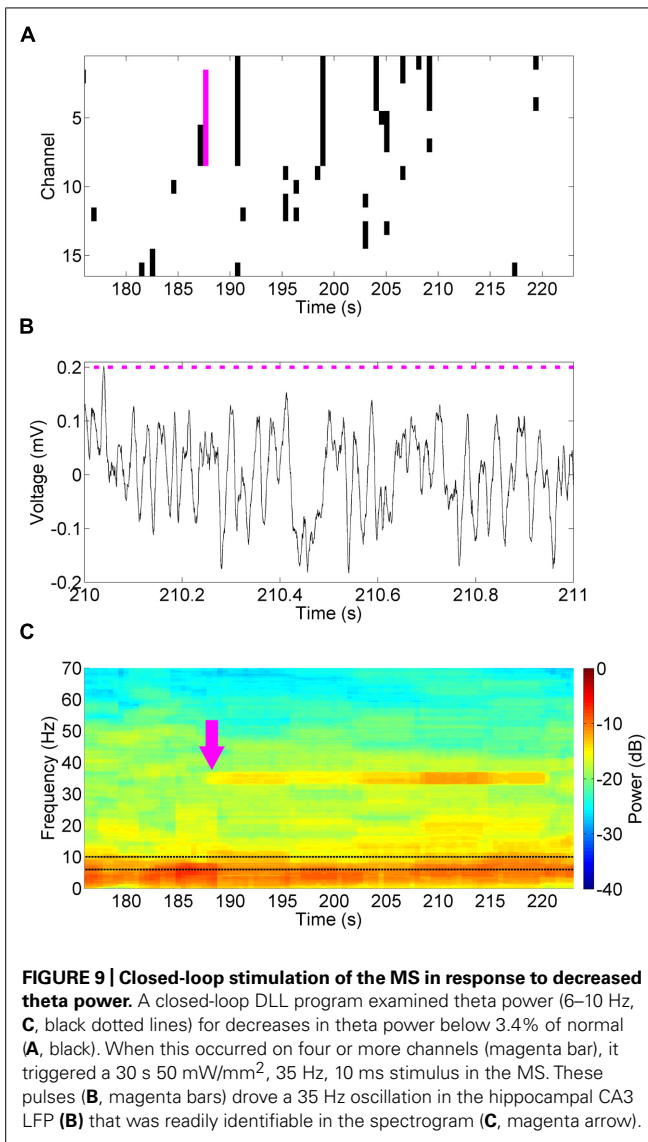 A
Channel
5
10
15
180 185 190 195 200 205 210 215 220
Time (s)
B
Voltage (mV)
0.2
0.1
0
-0.1
-0.2
210 210.2 210.4 210.6 210.8 211
Time (s)
C
Frequency (Hz)
70
60
50
40
30
20
10
0
180 185 190 195 200 205 210 215 220
Time (s)
0
-10
-20
-30
-40
Power (dB)
FIGURE 9 | Closed-loop stimulation of the MS in response to decreased
theta power. A closed-loop DLL program examined theta power (6–10 Hz,
C, black dotted lines) for decreases in theta power below 3.4% of normal
(A, black). When this occurred on four or more channels (magenta bar), it
triggered a 30 s 50 mW/mm², 35 Hz, 10 ms stimulus in the MS. These
pulses (B, magenta bars) drove a 35 Hz oscillation in the hippocampal CA3
LFP (B) that was readily identifiable in the spectrogram (C, magenta arrow).